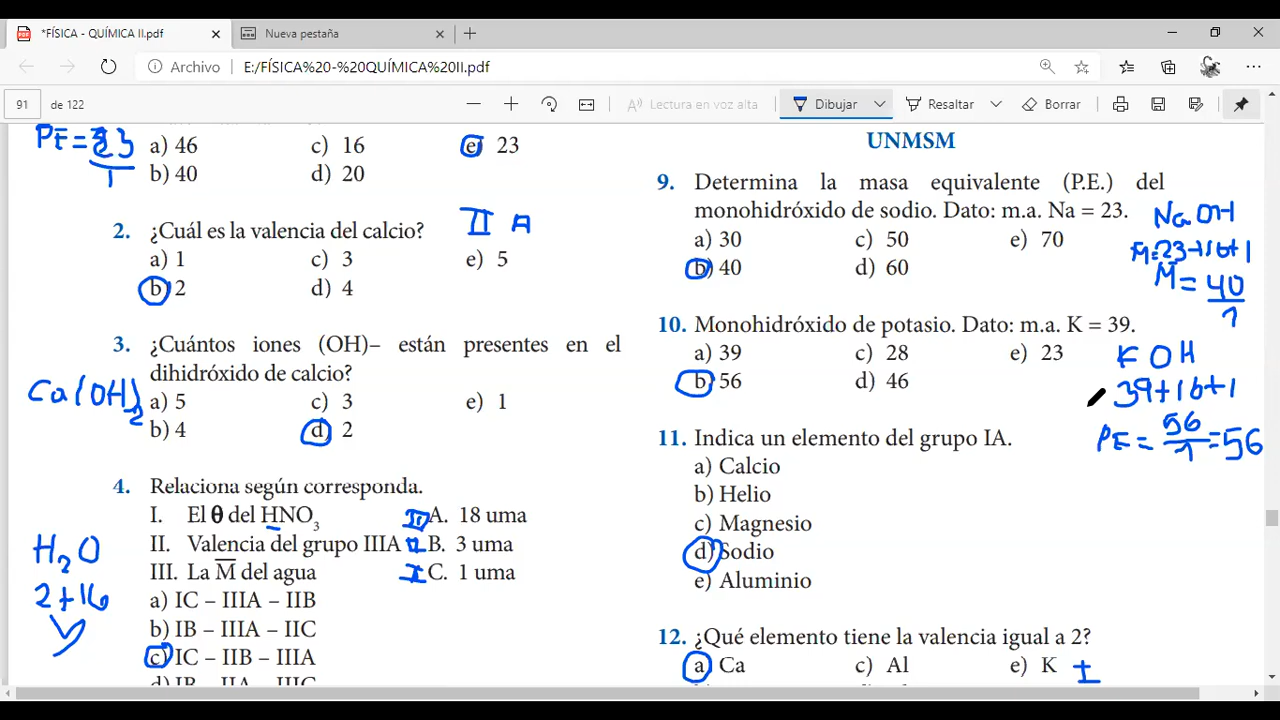 *FÍSICA - QUÍMICA II.pdf
Nueva pestaña
Archivo
E:/FÍSICA%20-%20QUÍMICA%20II.pdf
91 de 122
Lectura en voz alta
Dibujar
Resaltar
Borrar
PE = 23
1
a) 46
c) 16
e) 23
b) 40
d) 20
2. ¿Cuál es la valencia del calcio?
II A
a) 1
c) 3
e) 5
b) 2
d) 4
3. ¿Cuántos iones (OH)– están presentes en el
dihidróxido de calcio?
Ca(OH)2
a) 5
c) 3
e) 1
b) 4
d) 2
4. Relaciona según corresponda.
I. El θ del HNO3
III A. 18 uma
II. Valencia del grupo IIIA
II B. 3 uma
III. La M̅ del agua
I C. 1 uma
H2O
2+16
a) IC – IIIA – IIB
b) IB – IIIA – IIC
c) IC – IIB – IIIA
d) IB – IIA – IIIC
UNMSM
9. Determina la masa equivalente (P.E.) del
monohidróxido de sodio. Dato: m.a. Na = 23.
NaOH
M=23+16+1
M = 40
1
a) 30
c) 50
e) 70
b) 40
d) 60
10. Monohidróxido de potasio. Dato: m.a. K = 39.
KOH
39+16+1
PE = 56
1
=56
a) 39
c) 28
e) 23
b) 56
d) 46
11. Indica un elemento del grupo IA.
a) Calcio
b) Helio
c) Magnesio
d) Sodio
e) Aluminio
12. ¿Qué elemento tiene la valencia igual a 2?
a) Ca
c) Al
e) K
I